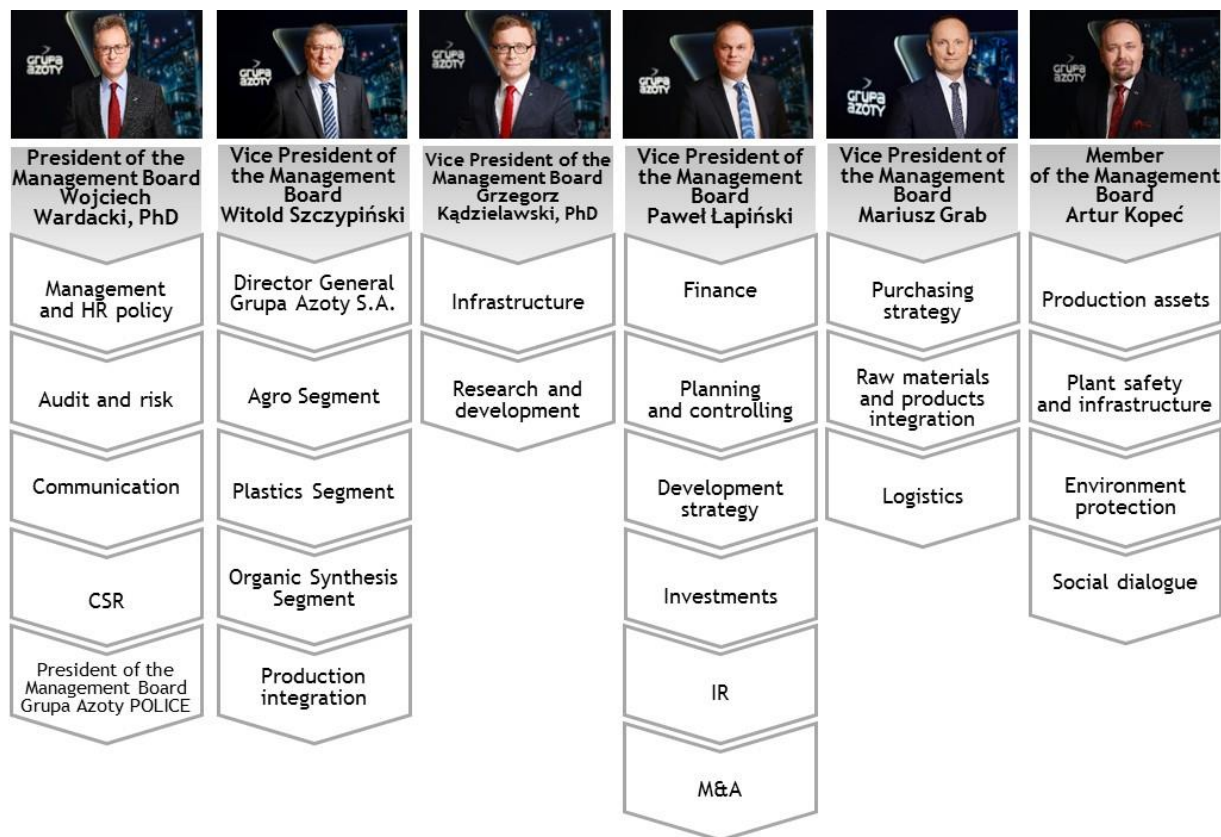 GRUPA
AZOTY
GRUPA
AZOTY
GRUPA
AZOTY
GRUPA
AZOTY
GRUPA
AZOTY
GRUPA
AZOTY
President of the
Management Board
Wojciech
Wardacki, PhD
Management
and HR policy
Audit and risk
Communication
CSR
President of the
Management Board
Grupa Azoty POLICE
Vice President of
the Management
Board
Witold Szczypiński
Director General
Grupa Azoty S.A.
Agro Segment
Plastics Segment
Organic Synthesis
Segment
Production
integration
Vice President of the
Management Board
Grzegorz
Kądzielawski, PhD
Infrastructure
Research and
development
Vice President of
the Management
Board
Paweł Łapiński
Finance
Planning
and controlling
Development
strategy
Investments
IR
M&A
Vice President of
the Management
Board
Mariusz Grab
Purchasing
strategy
Raw materials
and products
integration
Logistics
Member
of the Management
Board
Artur Kopeć
Production assets
Plant safety
and infrastructure
Environment
protection
Social dialogue